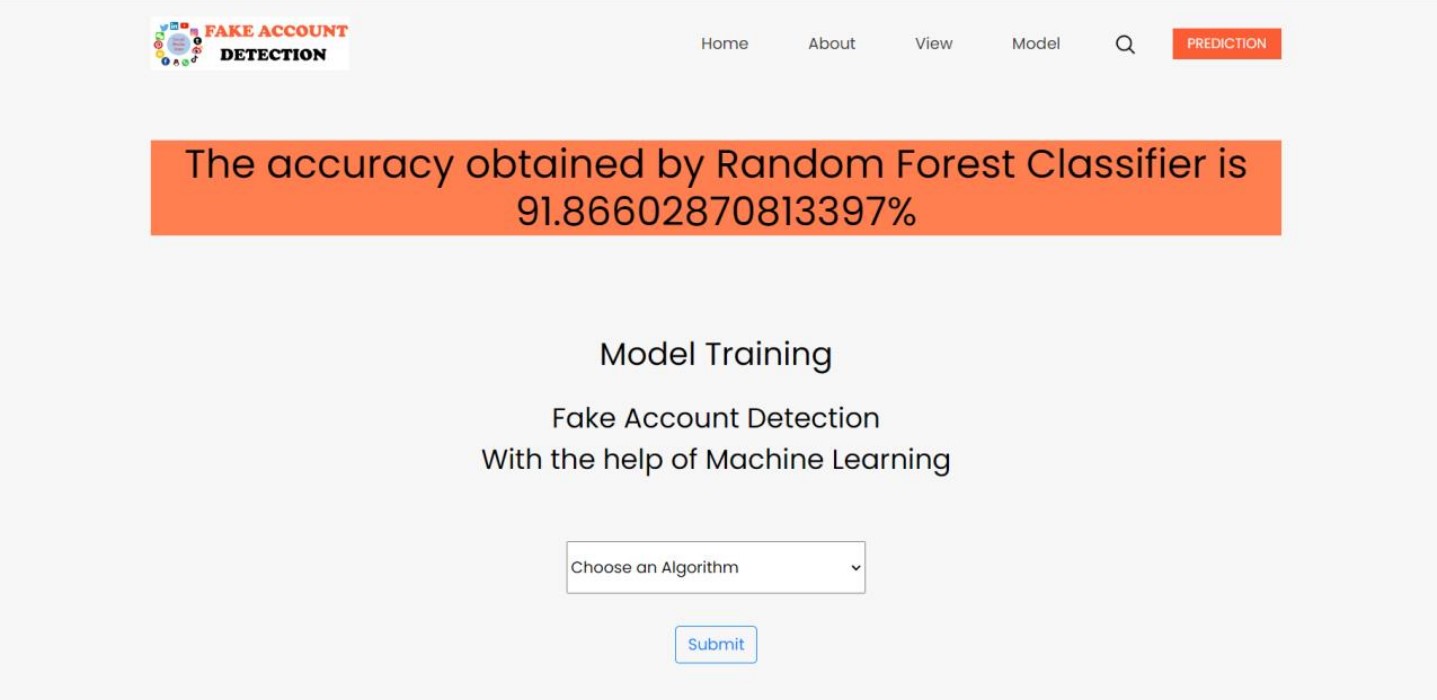 FAKE ACCOUNT
DETECTION
Home About View Model PREDICTION
The accuracy obtained by Random Forest Classifier is
91.86602870813397%
Model Training
Fake Account Detection
With the help of Machine Learning
Choose an Algorithm
Submit